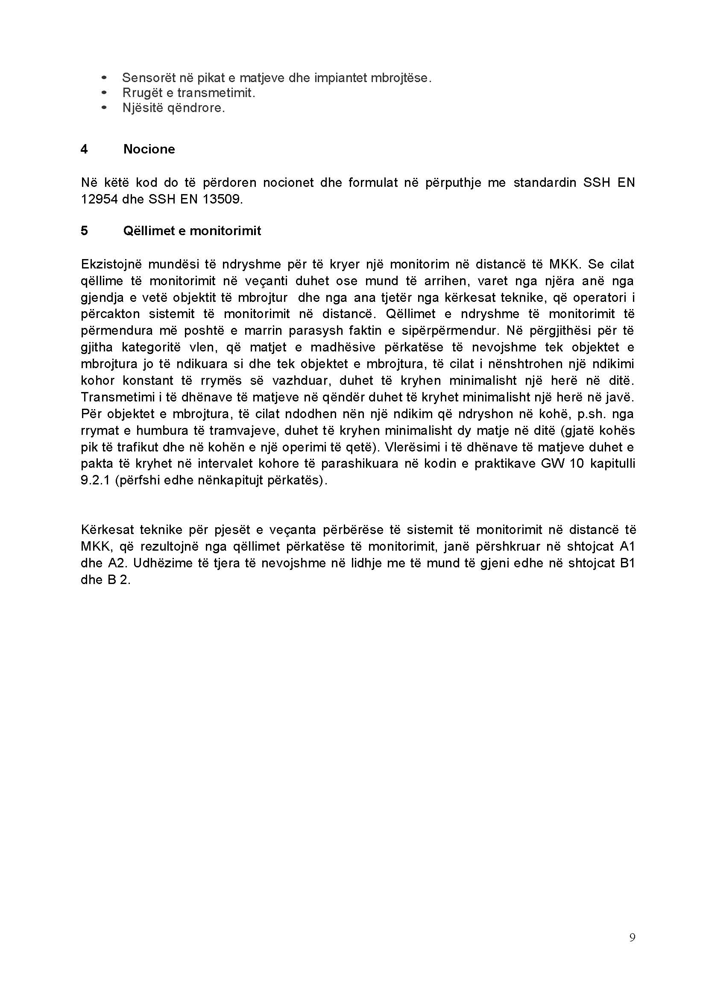 • Sensorët në pikat e matjeve dhe impiantet mbrojtëse.
• Rrugët e transmetimit.
• Njësitë qëndrore.
4 Nocione
Në këtë kod do të përdoren nocionet dhe formulat në përputhje me standardin SSH EN
12954 dhe SSH EN 13509.
5 Qëllimet e monitorimit
Ekzistojnë mundësi të ndryshme për të kryer një monitorim në distancë të MKK. Se cilat
qëllime të monitorimit në veçanti duhet ose mund të arrihen, varet nga njëra anë nga
gjendja e vetë objektit të mbrojtur dhe nga ana tjetër nga kërkesat teknike, që operatori i
përcakton sistemit të monitorimit në distancë. Qëllimet e ndryshme të monitorimit të
përmendura më poshtë e marrin parasysh faktin e sipërpërmendur. Në përgjithësi për të
gjitha kategoritë vlen, që matjet e madhësive përkatëse të nevojshme tek objektet e
mbrojtura jo të ndikuara si dhe tek objektet e mbrojtura, të cilat i nënshtrohen një ndikimi
kohor konstant të rrymës së vazhduar, duhet të kryhen minimalisht një herë në ditë.
Transmetimi i të dhënave të matjeve në qëndër duhet të kryhet minimalisht një herë në javë.
Për objektet e mbrojtura, të cilat ndodhen nën një ndikim që ndryshon në kohë, p.sh. nga
rrymat e humbura të tramvajeve, duhet të kryhen minimalisht dy matje në ditë (gjatë kohës
pik të trafikut dhe në kohën e një operimi të qetë). Vlerësimi i të dhënave të matjeve duhet e
pakta të kryhet në intervalet kohore të parashikuara në kodin e praktikave GW 10 kapitulli
9.2.1 (përfshi edhe nënkapitujt përkatës).
Kërkesat teknike për pjesët e veçanta përbërëse të sistemit të monitorimit në distancë të
MKK, që rezultojnë nga qëllimet përkatëse të monitorimit, janë përshkruar në shtojcat A1
dhe A2. Udhëzime të tjera të nevojshme në lidhje me të mund të gjeni edhe në shtojcat B1
dhe B 2.
9